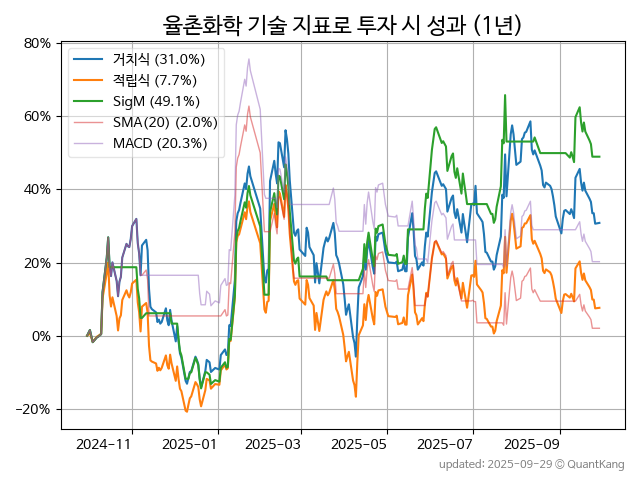 율촌화학 기술 지표로 투자 시 성과 (1년)
80%
60%
40%
20%
0%
−20%
거치식 (31.0%)
적립식 (7.7%)
SigM (49.1%)
SMA(20) (2.0%)
MACD (20.3%)
2024-11
2025-01
2025-03
2025-05
2025-07
2025-09
updated: 2025-09-29 © QuantKang